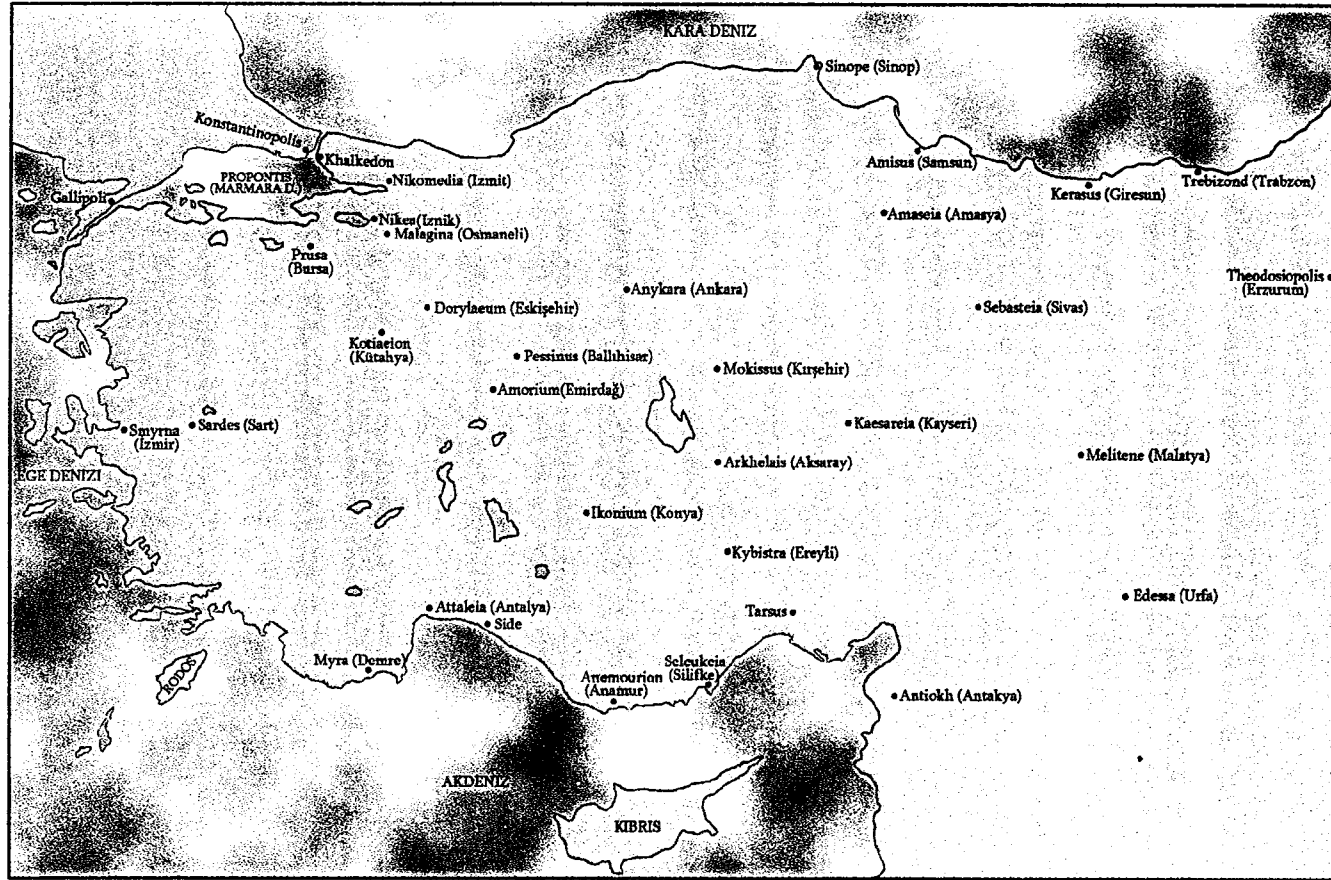 KARA DENIZ
Sinope (Sinop)
Konstantinopolis
Khalkedon
Amisus (Samsun)
PROPONTIS
(MARMARA D.)
Nikomedia (Izmit)
Kerasus (Giresun)
Trebizond (Trabzon)
Gallipoli
Nikea(Iznik)
Amaseia (Amasya)
Malagina (Osmaneli)
Prusa
(Bursa)
Theodosiopolis
(Erzurum)
Anykara (Ankara)
Dorylaeum (Eskişehir)
Sebasteia (Sivas)
Kotiaeion
(Kütahya)
Pessinus (Ballıhisar)
Mokissus (Kırşehir)
Amorium(Emirdağ)
Sardes (Sart)
Kaesareia (Kayseri)
Smyrna
(İzmir)
Melitene (Malatya)
Arkhelais (Aksaray)
EGE DENIZI
Ikonium (Konya)
Kybistra (Ereyli)
Edessa (Urfa)
Attaleia (Antalya)
Tarsus
Side
Myra (Demre)
Seleukeia
(Silifke)
RODOS
Anemourion
(Anamur)
Antiokh (Antakya)
AKDENIZ
KIBRIS